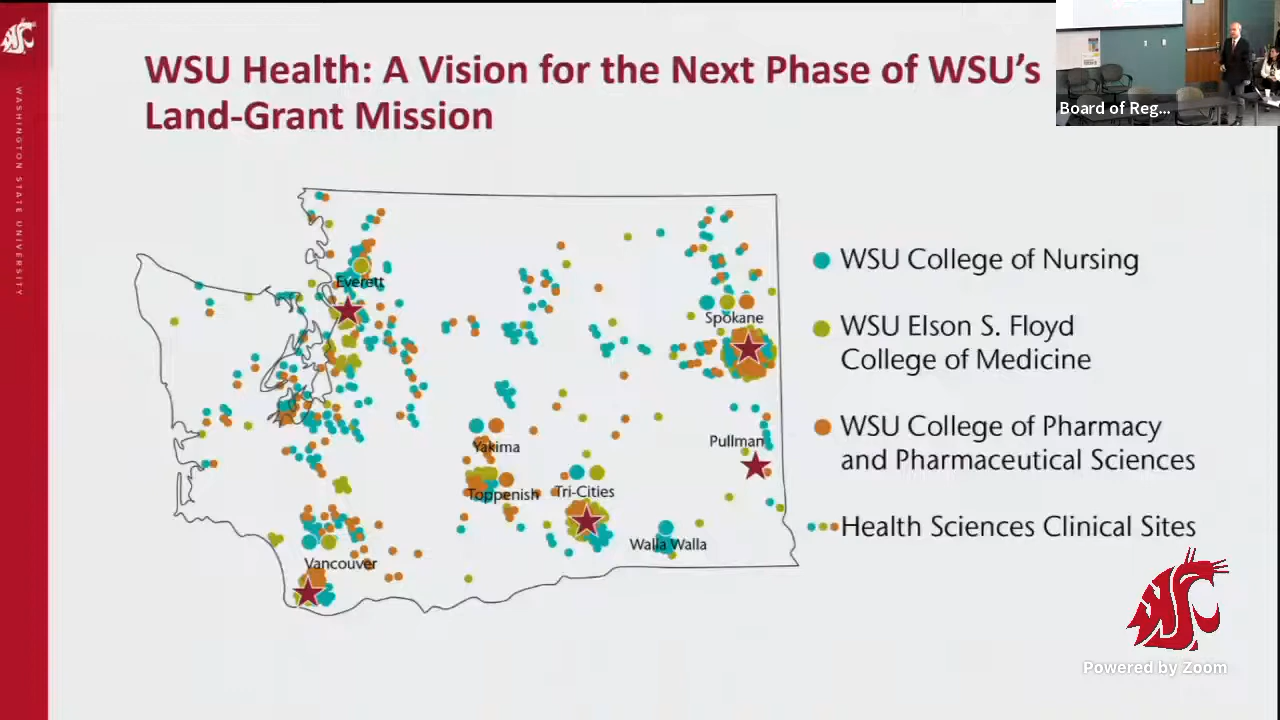 WASHINGTON STATE UNIVERSITY
WSU Health: A Vision for the Next Phase of WSU's
Land-Grant Mission
Board of Reg...
Everett
Spokane
Yakima
Toppenish
Tri-Cities
Pullman
Walla Walla
Vancouver
WSU College of Nursing
WSU Elson S. Floyd
College of Medicine
WSU College of Pharmacy
and Pharmaceutical Sciences
Health Sciences Clinical Sites
Powered by Zoom